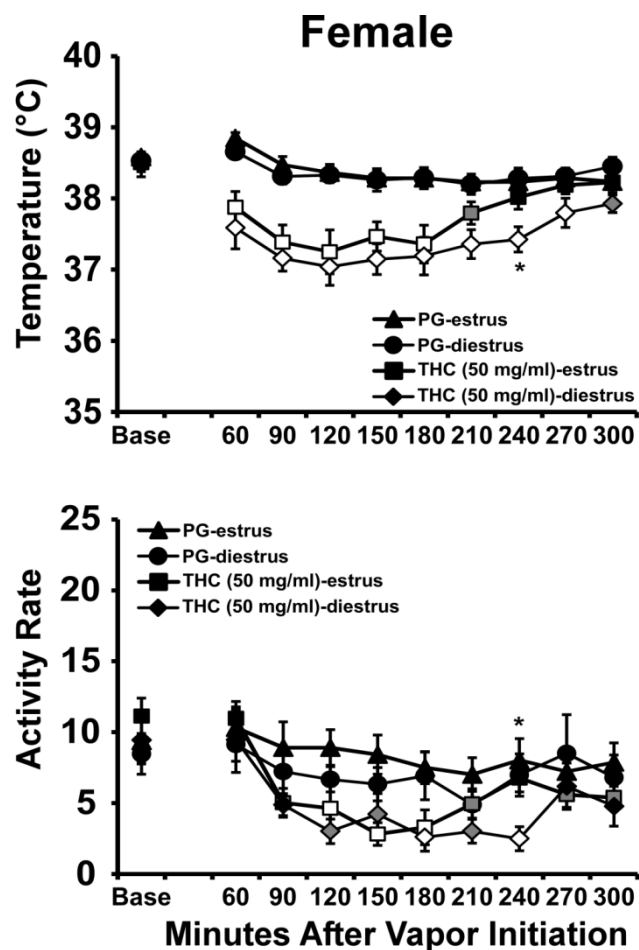 Female
Temperature (°C)
40
39
38
37
36
35
PG-estrus
PG-diestrus
THC (50 mg/ml)-estrus
THC (50 mg/ml)-diestrus
*
Base 60 90 120 150 180 210 240 270 300
Activity Rate
25
20
15
10
5
0
PG-estrus
PG-diestrus
THC (50 mg/ml)-estrus
THC (50 mg/ml)-diestrus
*
Base 60 90 120 150 180 210 240 270 300
Minutes After Vapor Initiation